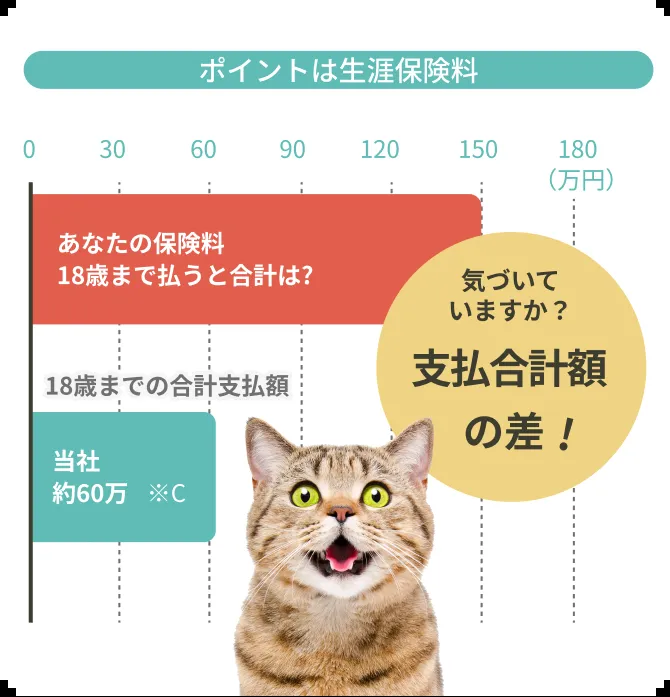 ポイントは生涯保険料
0 30 60 90 120 150 180
（万円）
あなたの保険料
18歳まで払うと合計は?
気づいて
いますか？
支払合計額
の差！
18歳までの合計支払額
当社
約60万 ※C